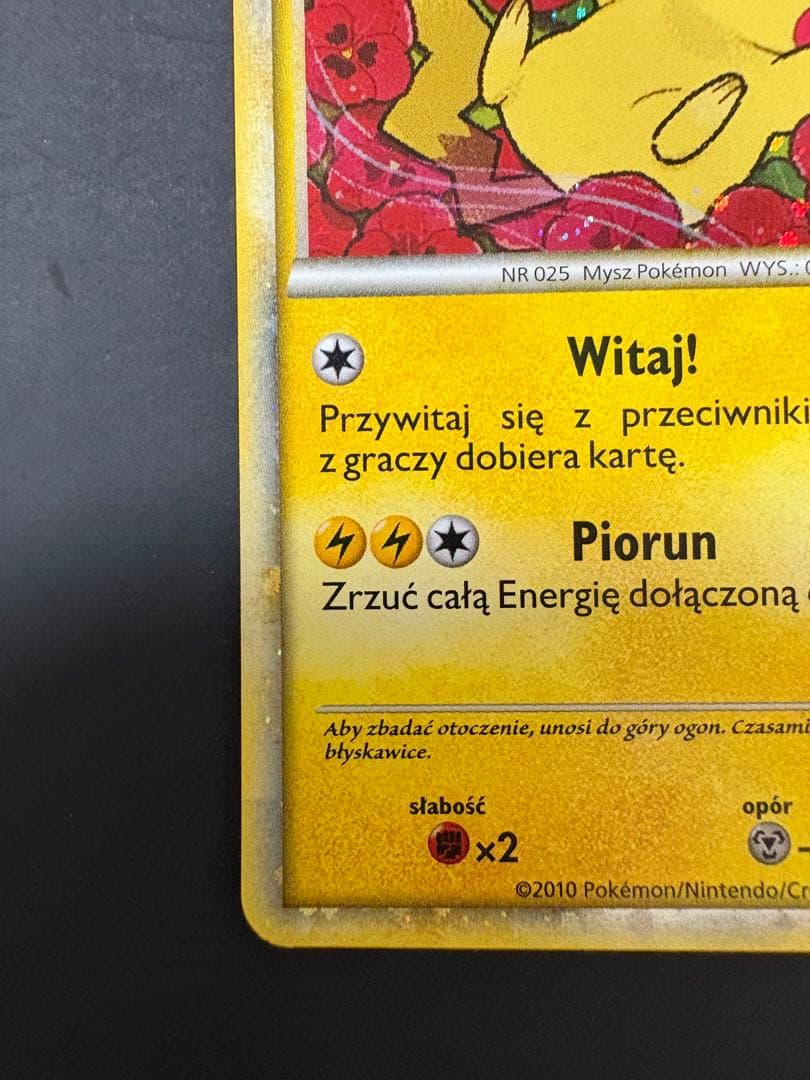 NR 025 Mysz Pokémon WYS.:
Witaj!
Przywitaj się z przeciwniki
z graczy dobiera kartę.
Piorun
Zrzuć całą Energię dołączoną
Aby zbadać otoczenie, unosi do góry ogon. Czasami
błyskawice.
słabość
opór
x2
-
©2010 Pokémon/Nintendo/Cr